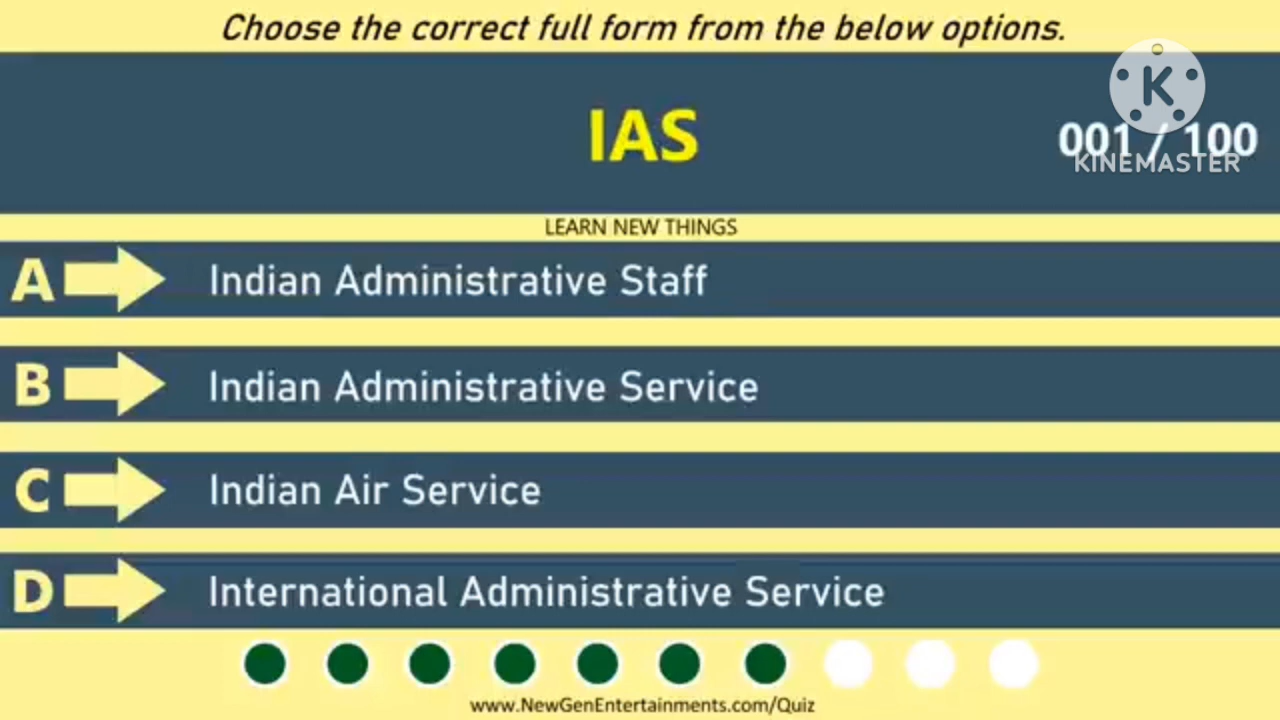 Choose the correct full form from the below options.
IAS
K
001 / 100
KINEMASTER
LEARN NEW THINGS
A Indian Administrative Staff
B Indian Administrative Service
C Indian Air Service
D International Administrative Service
www.NewGenEntertainments.com/Quiz